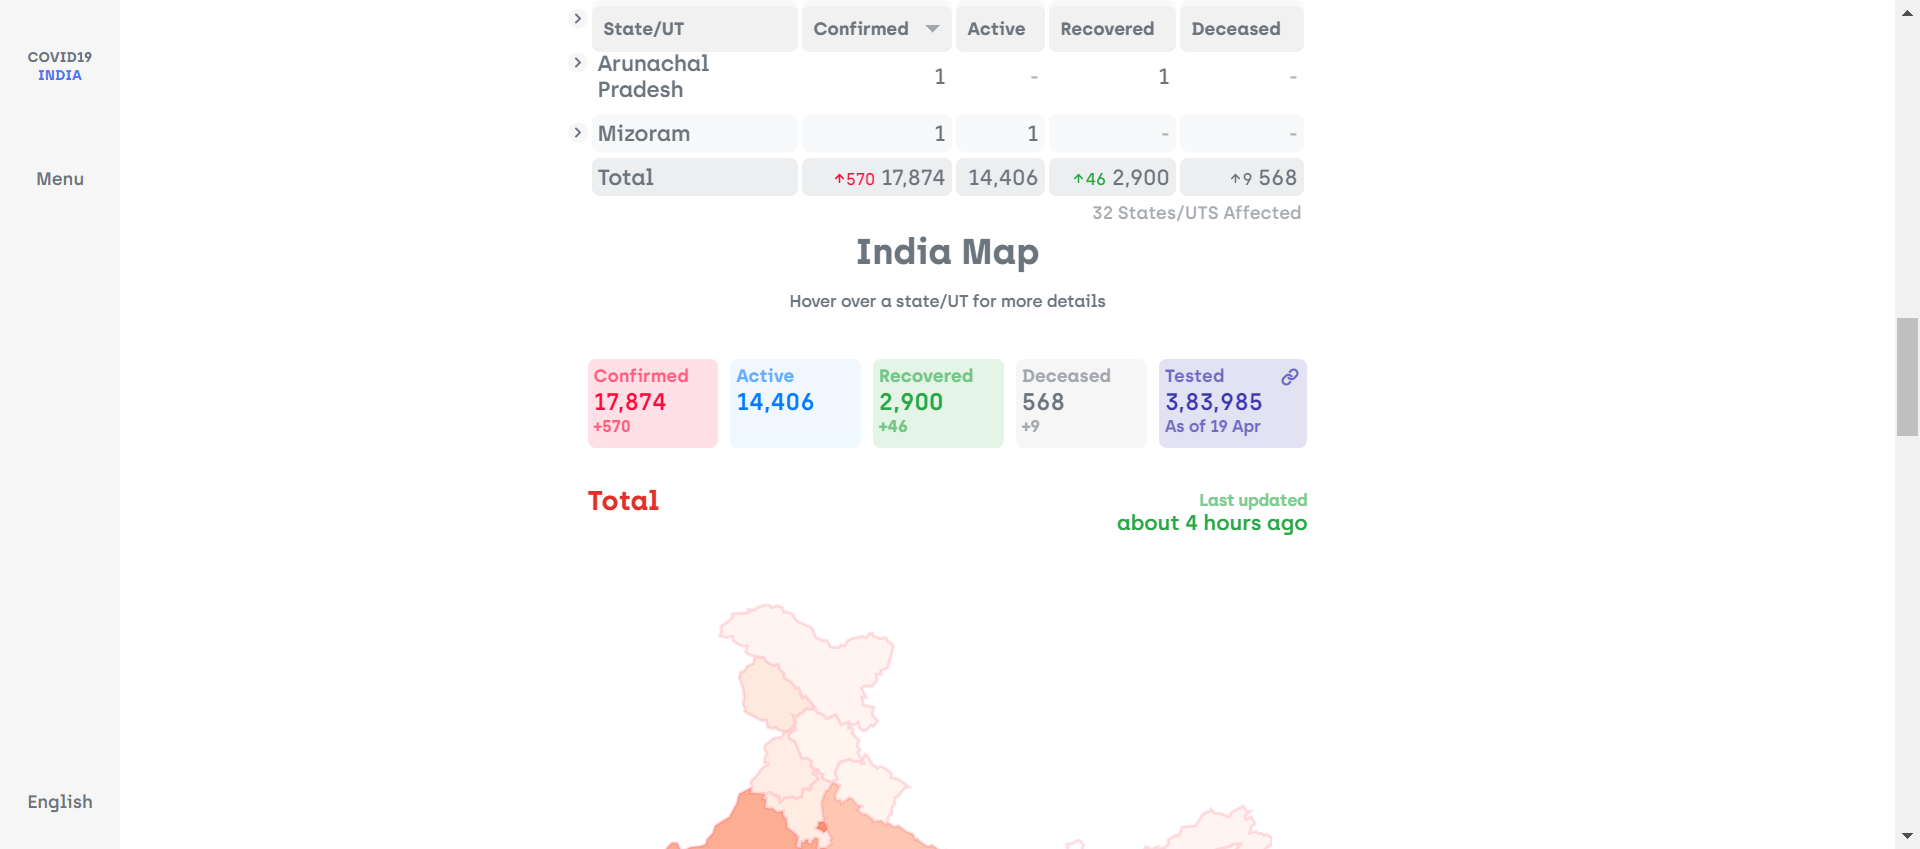 COVID19
INDIA
Menu
English
State/UT Confirmed Active Recovered Deceased
Arunachal
Pradesh 1 - 1 -
Mizoram 1 1 - -
Total ↑570 17,874 14,406 ↑46 2,900 ↑9 568
32 States/UTS Affected
India Map
Hover over a state/UT for more details
Confirmed Active Recovered Deceased Tested
17,874 14,406 2,900 568 3,83,985
+570 +46 +9 As of 19 Apr
Total Last updated
about 4 hours ago